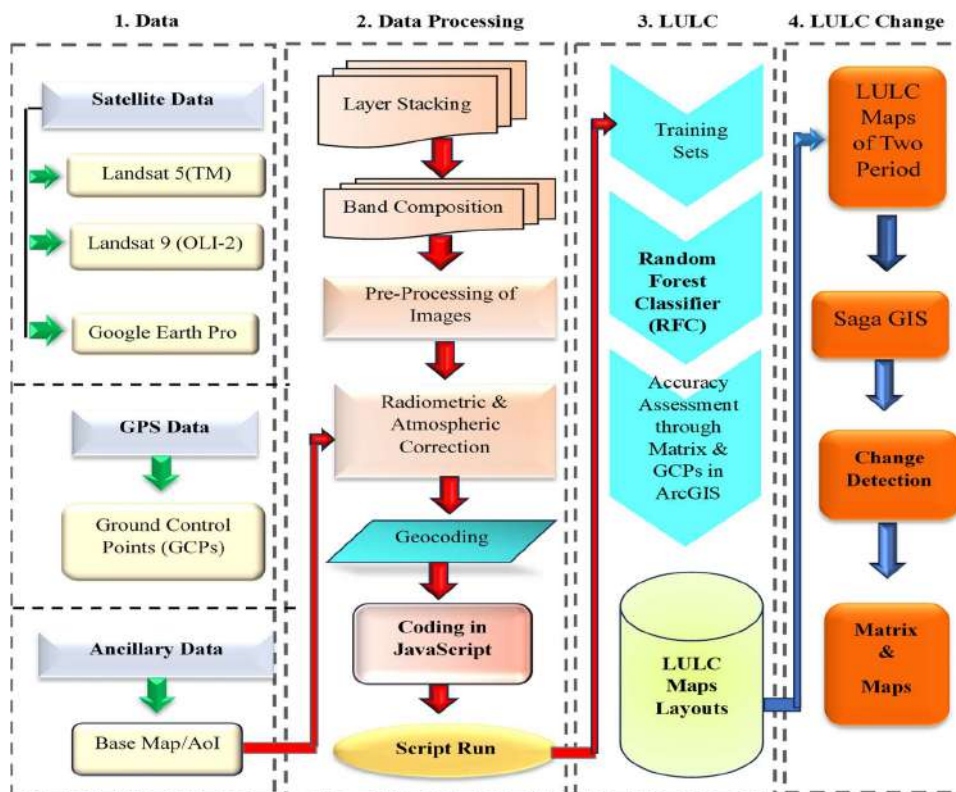 1. Data
2. Data Processing
3. LULC
4. LULC Change
Satellite Data
Landsat 5(TM)
Landsat 9 (OLI-2)
Google Earth Pro
GPS Data
Ground Control
Points (GCPs)
Ancillary Data
Base Map/AoI
Layer Stacking
Band Composition
Pre-Processing of
Images
Radiometric &
Atmospheric
Correction
Geocoding
Coding in
JavaScript
Script Run
Training
Sets
Random
Forest
Classifier
(RFC)
Accuracy
Assessment
through
Matrix &
GCPs in
ArcGIS
LULC
Maps
Layouts
LULC
Maps
of Two
Period
Saga GIS
Change
Detection
Matrix
&
Maps